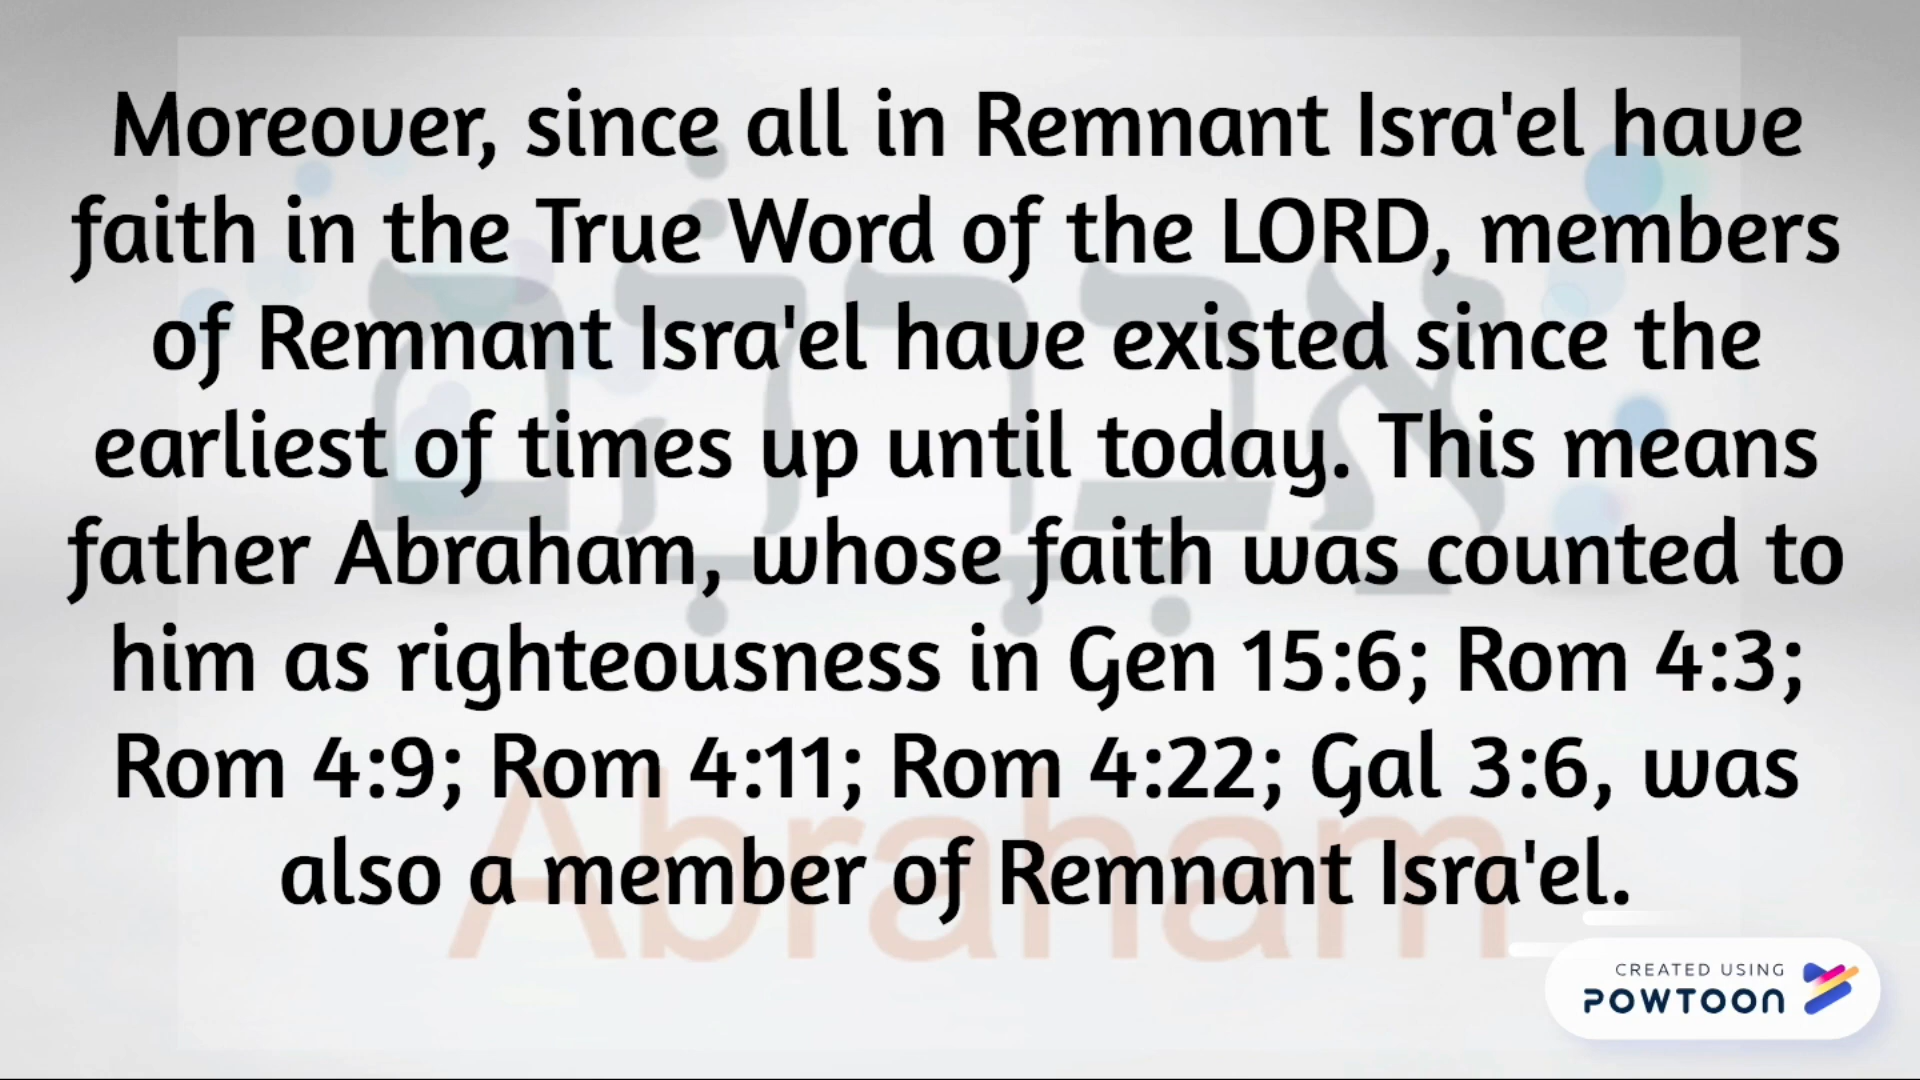 Moreover, since all in Remnant Isra'el have
faith in the True Word of the LORD, members
of Remnant Isra'el have existed since the
earliest of times up until today. This means
father Abraham, whose faith was counted to
him as righteousness in Gen 15:6; Rom 4:3;
Rom 4:9; Rom 4:11; Rom 4:22; Gal 3:6, was
also a member of Remnant Isra'el.
אַבְרָהָם
Abraham
CREATED USING
POWTOON